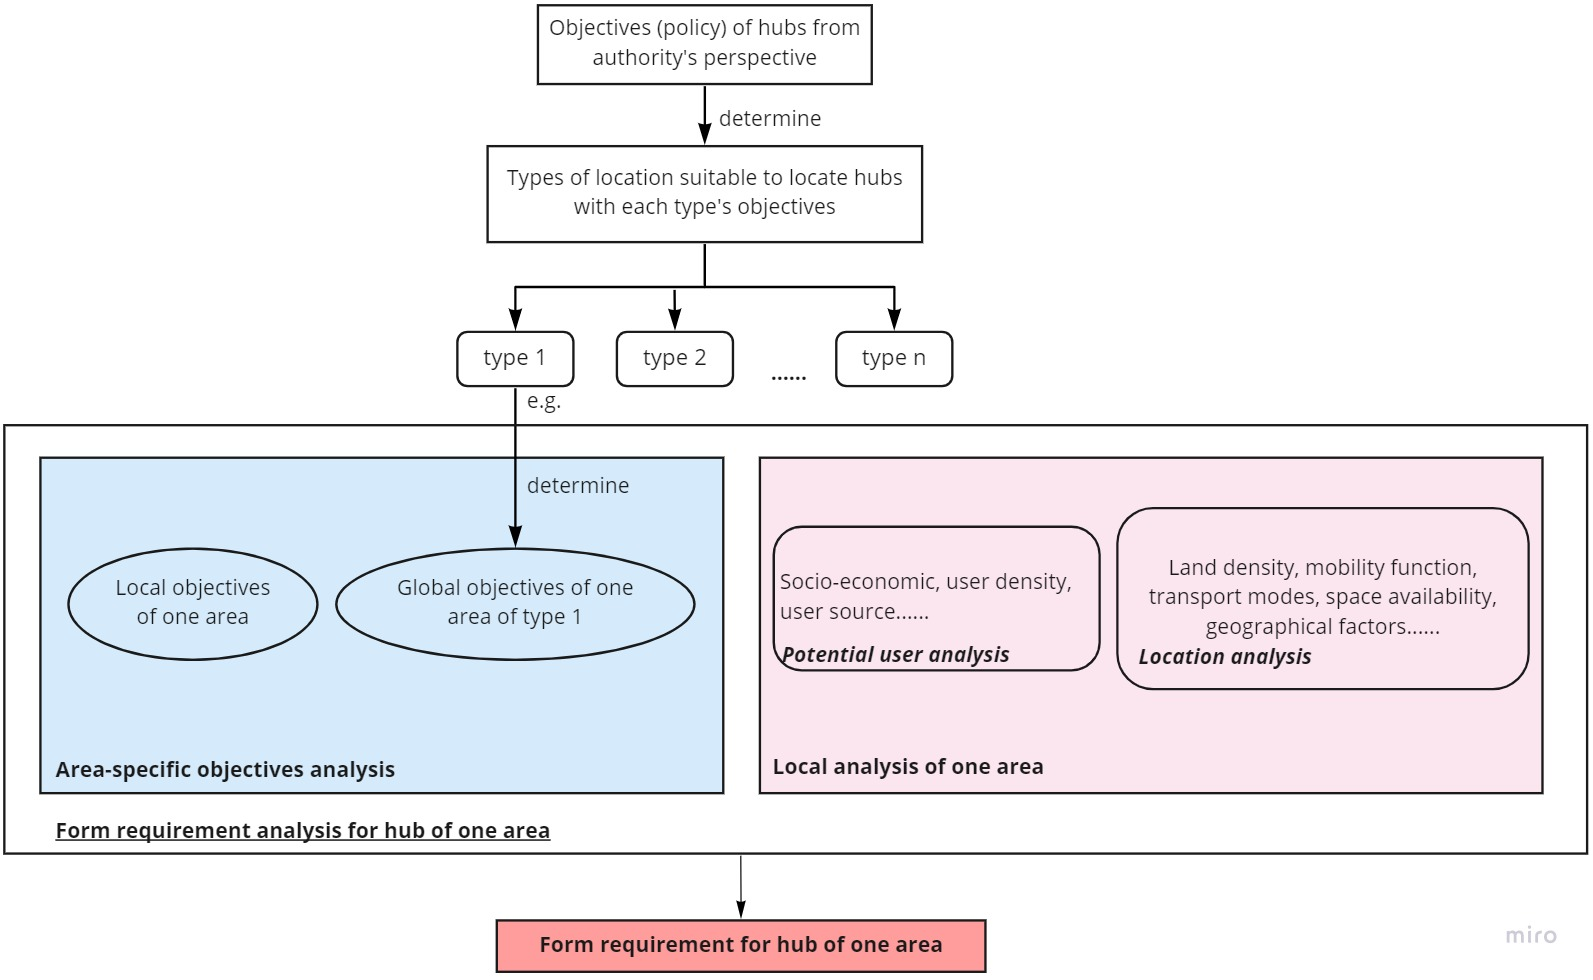 Objectives (policy) of hubs from
authority's perspective
determine
Types of location suitable to locate hubs
with each type's objectives
type 1
type 2
......
type n
e.g.
determine
Local objectives
of one area
Global objectives of one
area of type 1
Area-specific objectives analysis
Socio-economic, user density,
user source......
Potential user analysis
Land density, mobility function,
transport modes, space availability,
geographical factors......
Location analysis
Local analysis of one area
Form requirement analysis for hub of one area
Form requirement for hub of one area
miro